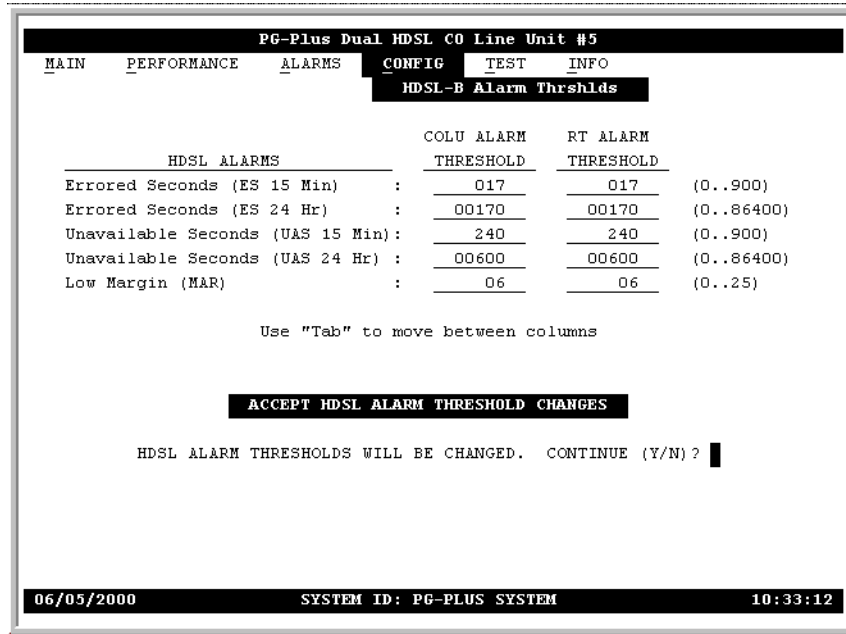 PG-Plus Dual HDSL CO Line Unit #5
MAIN PERFORMANCE ALARMS CONFIG TEST INFO
HDSL-B Alarm Thrshlds
COLU ALARM RT ALARM
HDSL ALARMS THRESHOLD THRESHOLD
Errored Seconds (ES 15 Min) : 017 017 (0..900)
Errored Seconds (ES 24 Hr) : 00170 00170 (0..86400)
Unavailable Seconds (UAS 15 Min): 240 240 (0..900)
Unavailable Seconds (UAS 24 Hr) : 00600 00600 (0..86400)
Low Margin (MAR) : 06 06 (0..25)
Use "Tab" to move between columns
ACCEPT HDSL ALARM THRESHOLD CHANGES
HDSL ALARM THRESHOLDS WILL BE CHANGED. CONTINUE (Y/N)?
06/05/2000 SYSTEM ID: PG-PLUS SYSTEM 10:33:12